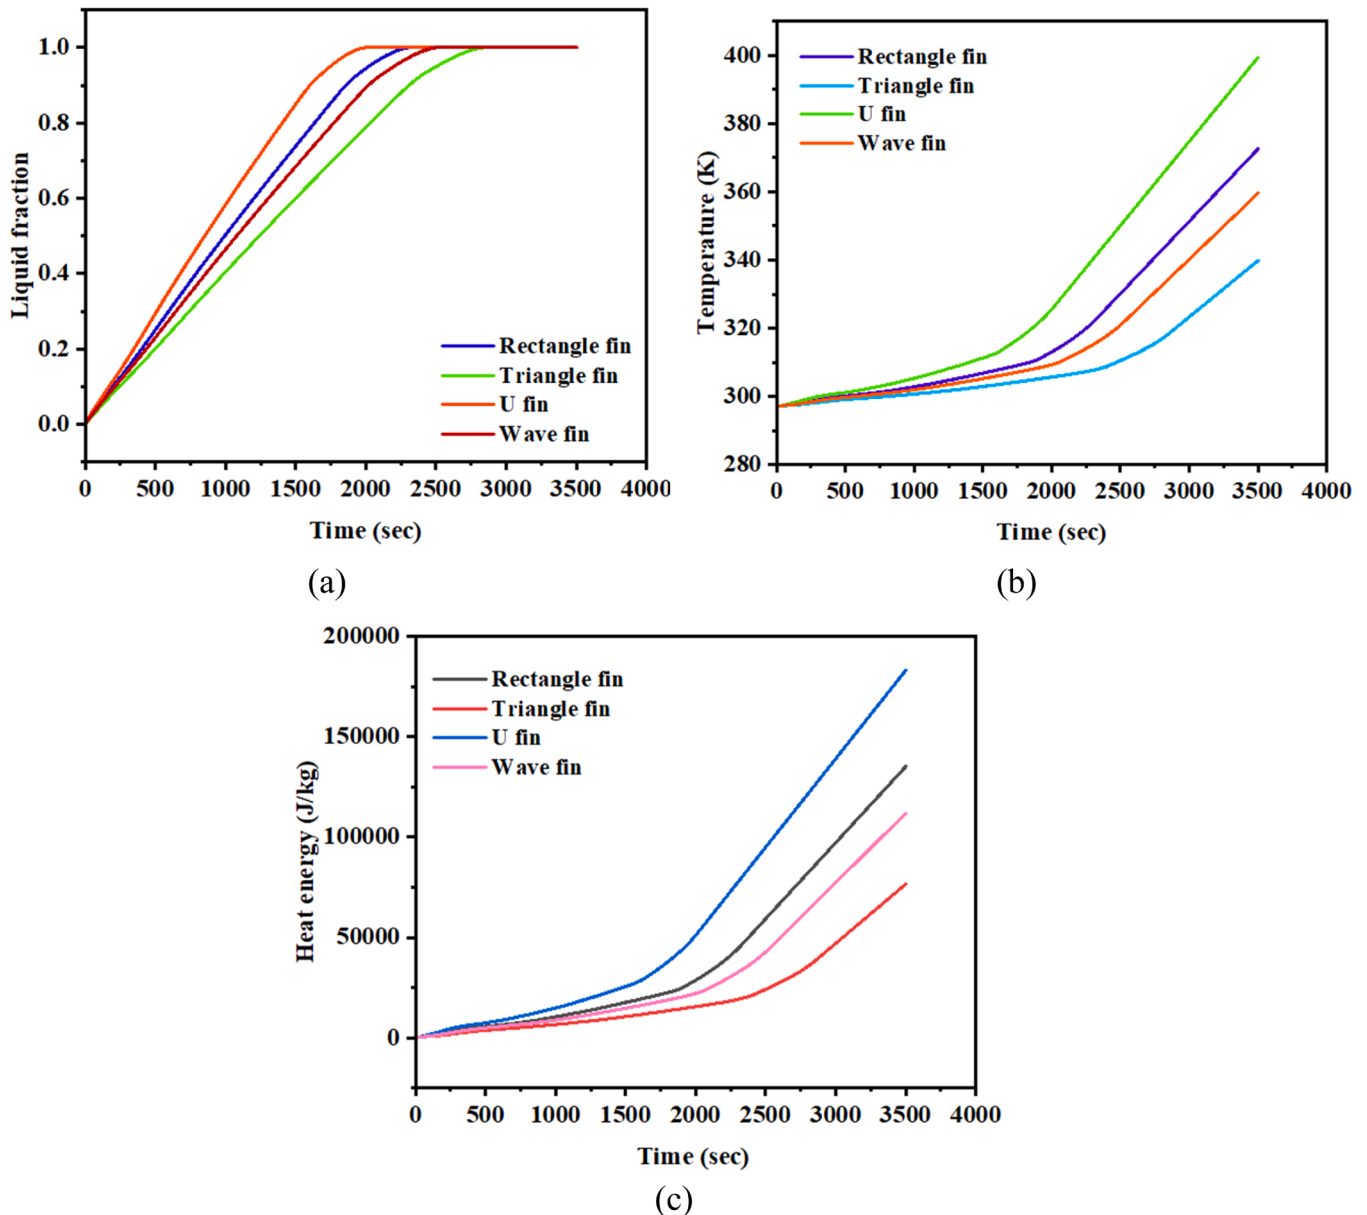 1.0
0.8
0.6
0.4
0.2
0.0
Liquid fraction
Rectangle fin
Triangle fin
U fin
Wave fin
0 500 1000 1500 2000 2500 3000 3500 4000
Time (sec)
(a)
400
380
360
340
320
300
280
Temperature (K)
Rectangle fin
Triangle fin
U fin
Wave fin
0 500 1000 1500 2000 2500 3000 3500 4000
Time (sec)
(b)
200000
150000
100000
50000
0
Heat energy (J/kg)
Rectangle fin
Triangle fin
U fin
Wave fin
0 500 1000 1500 2000 2500 3000 3500 4000
Time (sec)
(c)